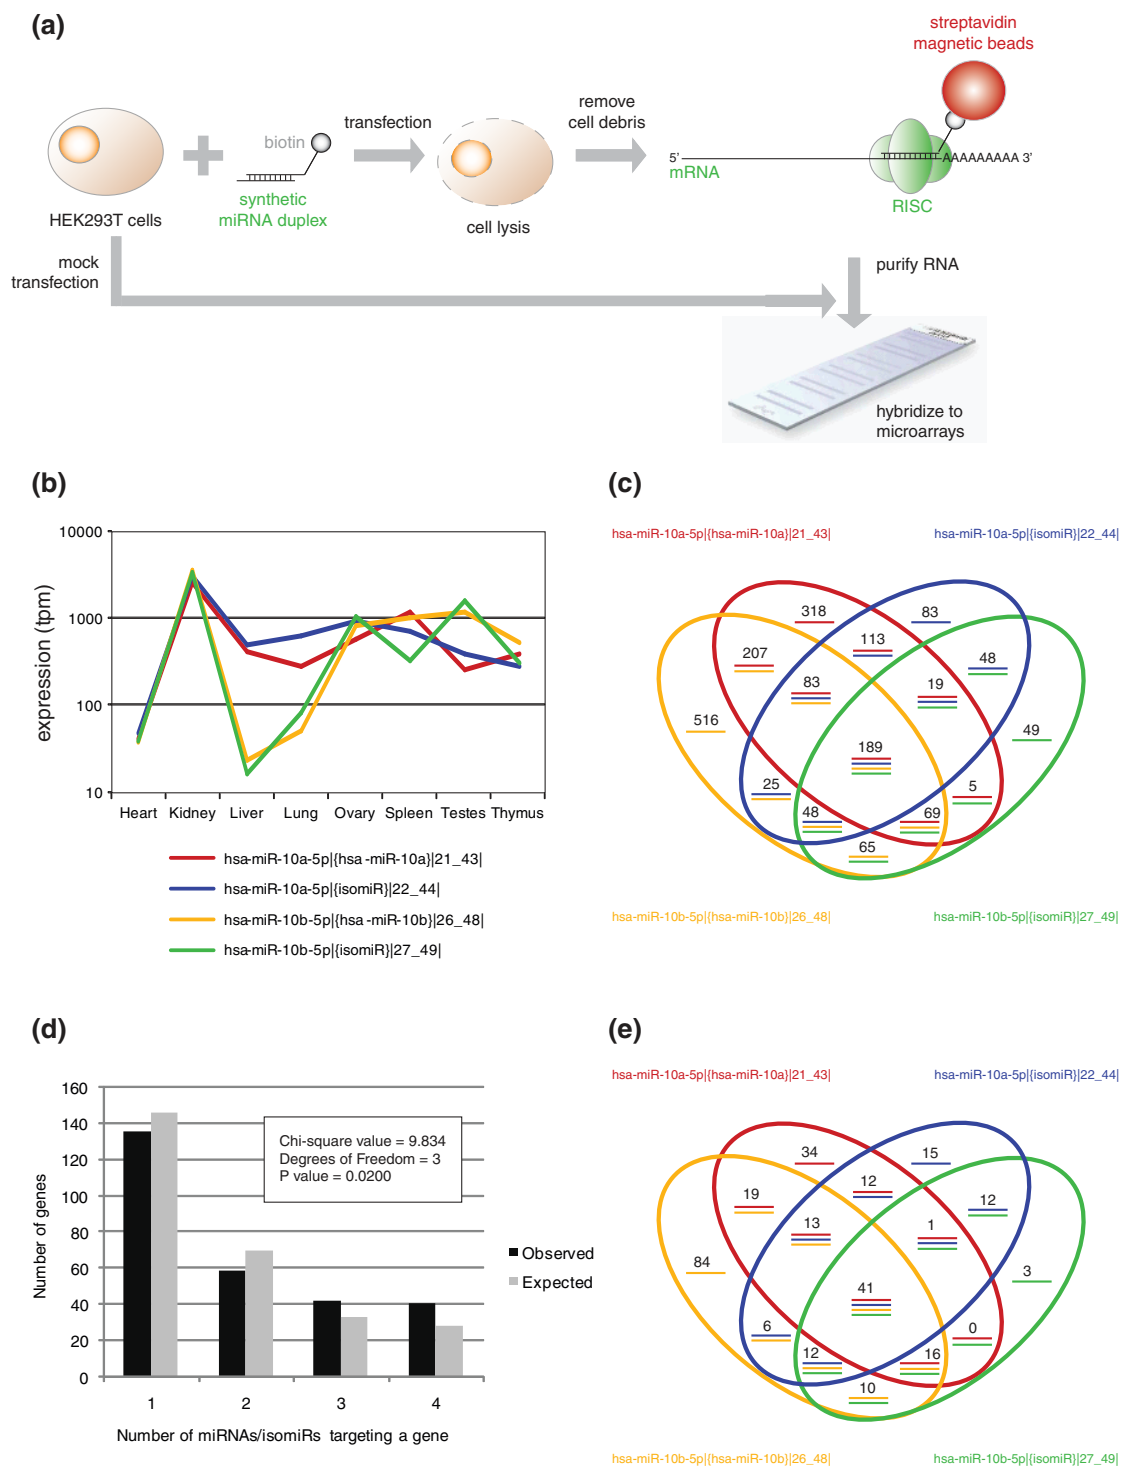 (a)
streptavidin
magnetic beads
remove
cell debris
transfection
biotin
5’
AAAAAAAAA 3’
mRNA
synthetic
miRNA duplex
RISC
HEK293T cells
cell lysis
mock
transfection
purify RNA
hybridize to
microarrays
(b)
expression (tpm)
10000
1000
100
10
Heart Kidney Liver Lung Ovary Spleen Testes Thymus
hsa-miR-10a-5p|{hsa-miR-10a}|21_43|
hsa-miR-10a-5p|{isomiR}|22_44|
hsa-miR-10b-5p|{hsa-miR-10b}|26_48|
hsa-miR-10b-5p|{isomiR}|27_49|
(c)
hsa-miR-10a-5p|{hsa-miR-10a}|21_43|
hsa-miR-10a-5p|{isomiR}|22_44|
318
83
113
207
48
83
19
516
49
189
25
5
48
69
65
hsa-miR-10b-5p|{hsa-miR-10b}|26_48|
hsa-miR-10b-5p|{isomiR}|27_49|
(d)
Number of genes
160
140
120
100
80
60
40
20
0
Chi-square value = 9.834
Degrees of Freedom = 3
P value = 0.0200
Observed
Expected
1 2 3 4
Number of miRNAs/isomiRs targeting a gene
(e)
hsa-miR-10a-5p|{hsa-miR-10a}|21_43|
hsa-miR-10a-5p|{isomiR}|22_44|
34
15
12
19
12
13
1
84
3
41
6
0
12
16
10
hsa-miR-10b-5p|{hsa-miR-10b}|26_48|
hsa-miR-10b-5p|{isomiR}|27_49|